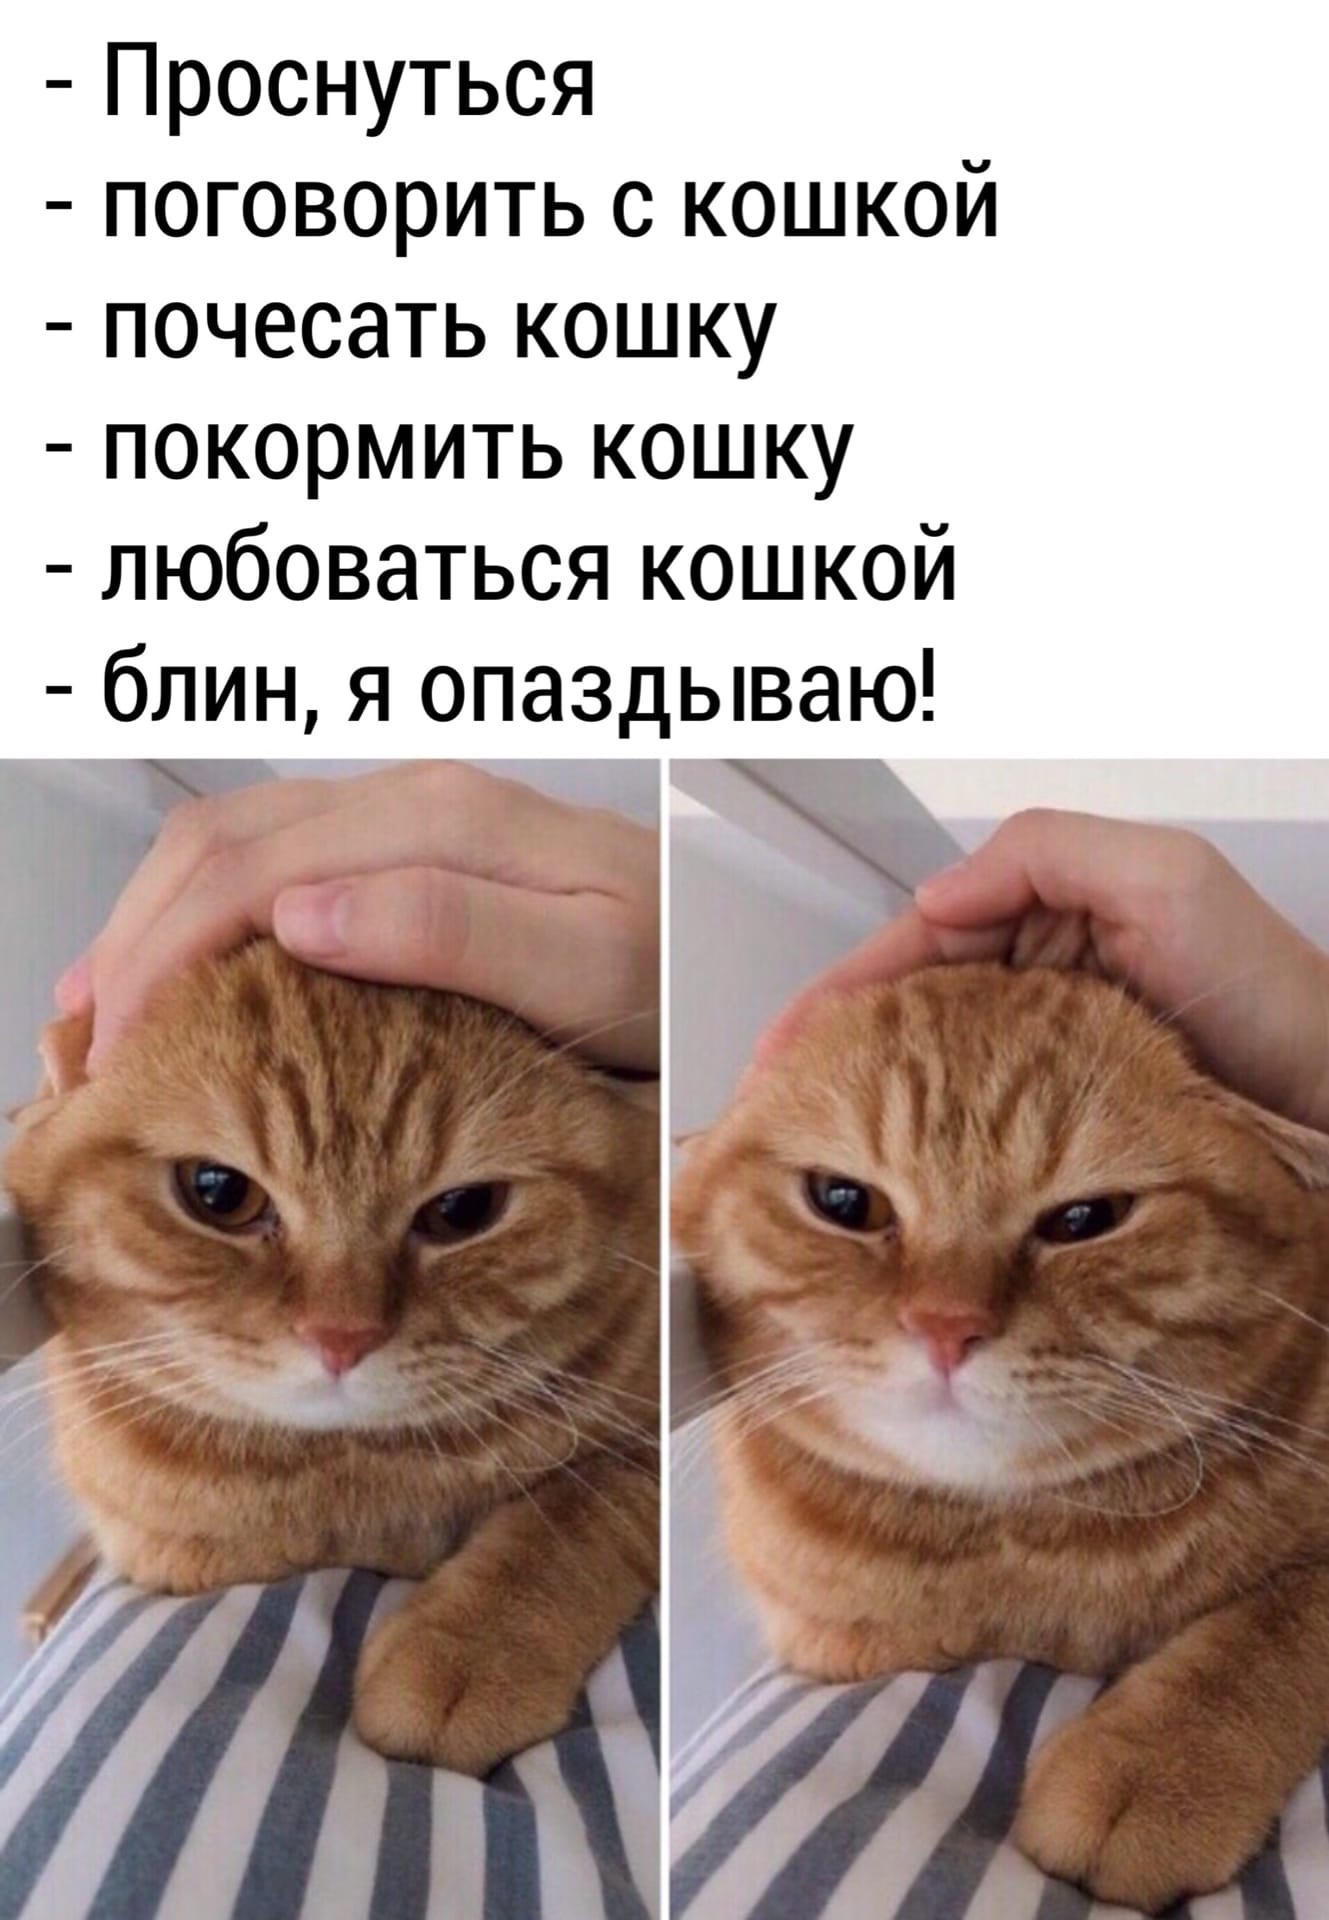 - Проснуться
- поговорить с кошкой
- почесать кошку
- покормить кошку
- любоваться кошкой
- блин, я опаздываю!